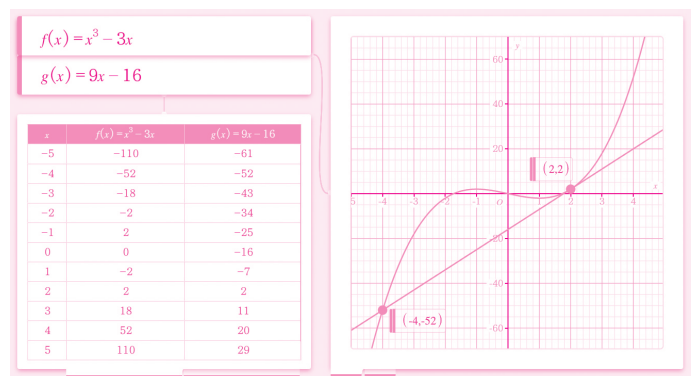 f(x) = x³ − 3x
g(x) = 9x − 16
x f(x) = x³ − 3x g(x) = 9x − 16
−5 −110 −61
−4 −52 −52
−3 −18 −43
−2 −2 −34
−1 2 −25
0 0 −16
1 −2 −7
2 2 2
3 18 11
4 52 20
5 110 29
y
60
40
20
(2,2)
x
5 -4 -3 -2 -1 O 2 3 4
-20
-40
(-4,-52)
-60